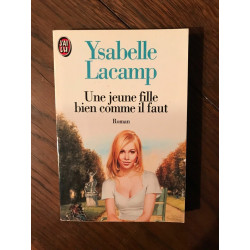 J'AI LU
Ysabelle
Lacamp
Une jeune fille
bien comme il faut
Roman